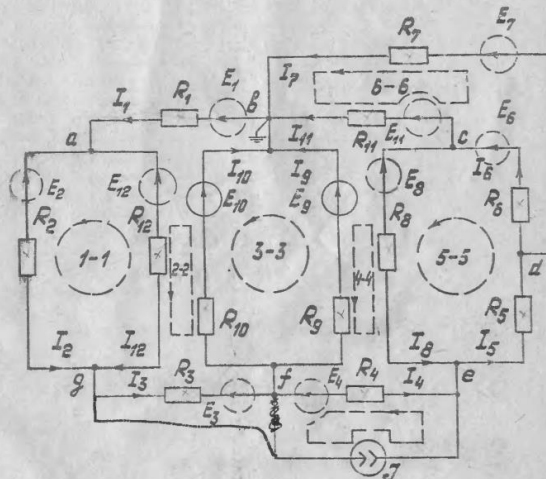 R7 E7
I7 6-6
I1 R1 E1 b
I11 R11 E11 c E6
a I10 I9 I6
E2 E12 E10 E9 E8
R2 R12 R8 R6
1-1 2-2 3-3 4-4 5-5 d
R10 R9 R5
I2 I12 I8 I5
g I3 R3 E3 f E4 R4 I4 e
J